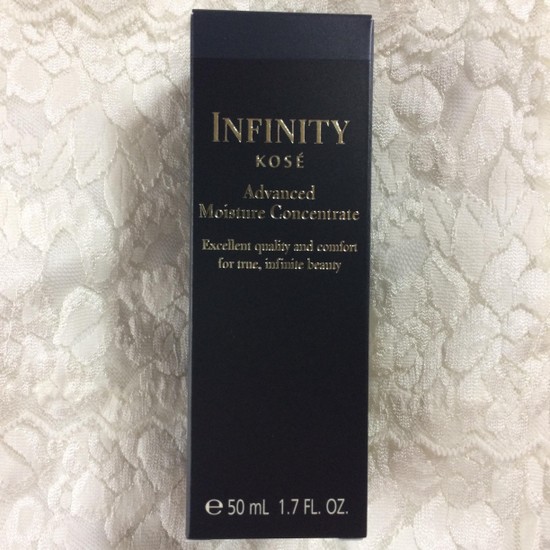 INFINITY
KOSÉ
Advanced
Moisture Concentrate
Excellent quality and comfort
for true, infinite beauty
℮ 50 mL 1.7 FL. OZ.